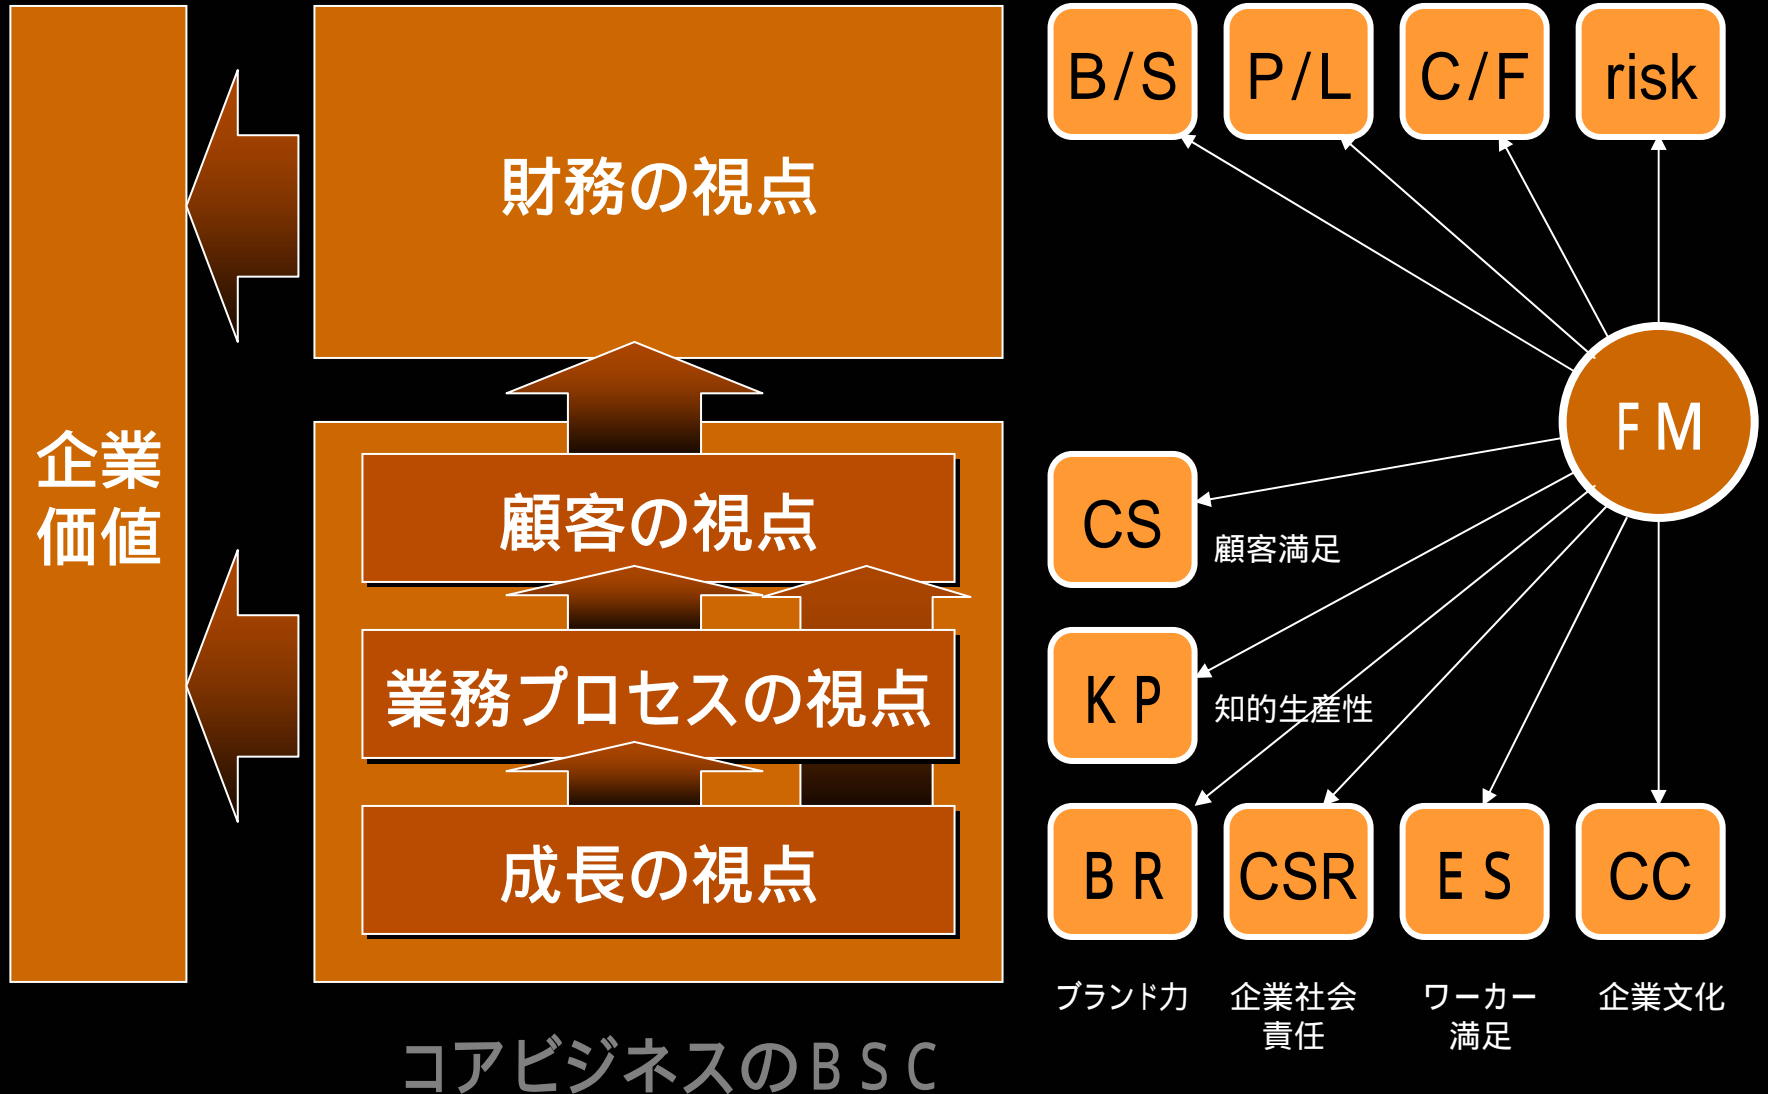 企業
価値
財務の視点
顧客の視点
業務プロセスの視点
成長の視点
コアビジネスのＢＳＣ
B/S
P/L
C/F
risk
ＦＭ
CS
顧客満足
ＫＰ
知的生産性
ＢＲ
CSR
ＥＳ
CC
ブランド力
企業社会
責任
ワーカー
満足
企業文化